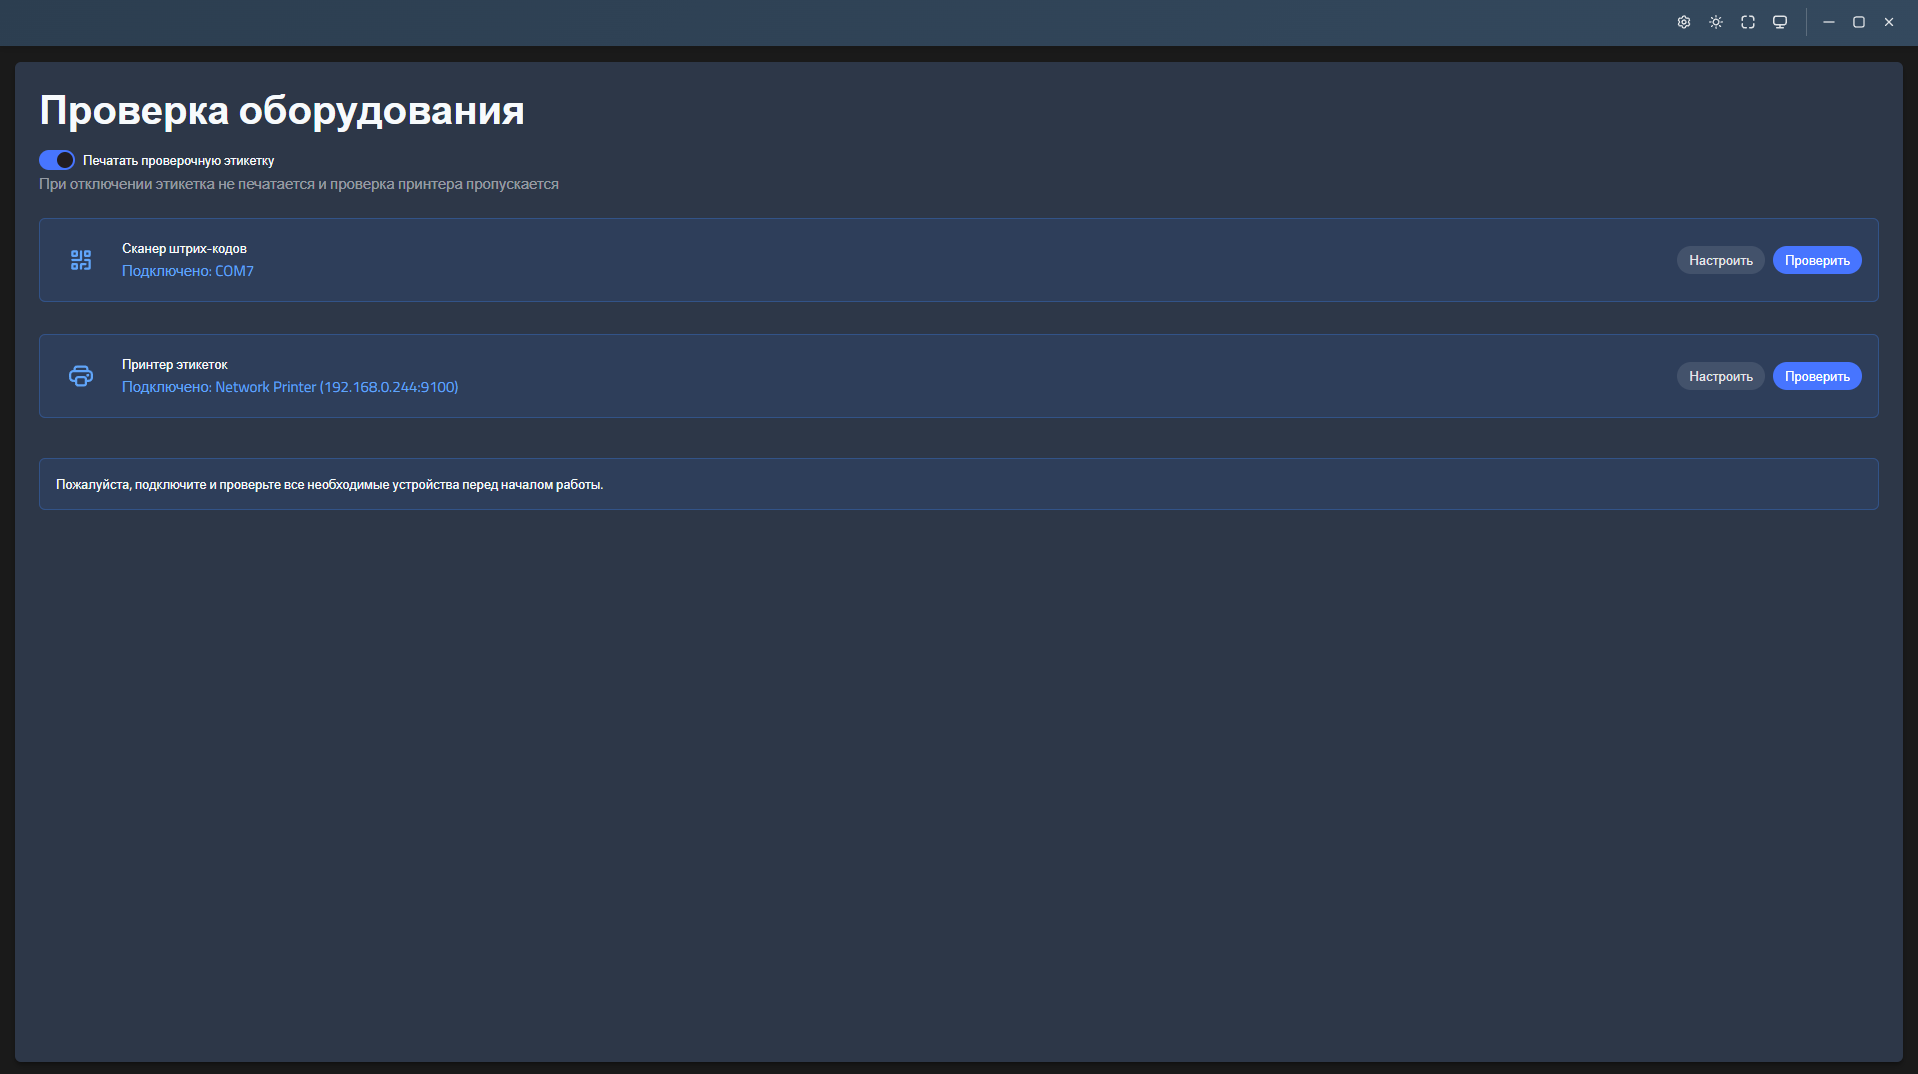 Проверка оборудования
Печатать проверочную этикетку
При отключении этикетка не печатается и проверка принтера пропускается
Сканер штрих-кодов
Подключено: COM7
Настроить
Проверить
Принтер этикеток
Подключено: Network Printer (192.168.0.244:9100)
Настроить
Проверить
Пожалуйста, подключите и проверьте все необходимые устройства перед началом работы.